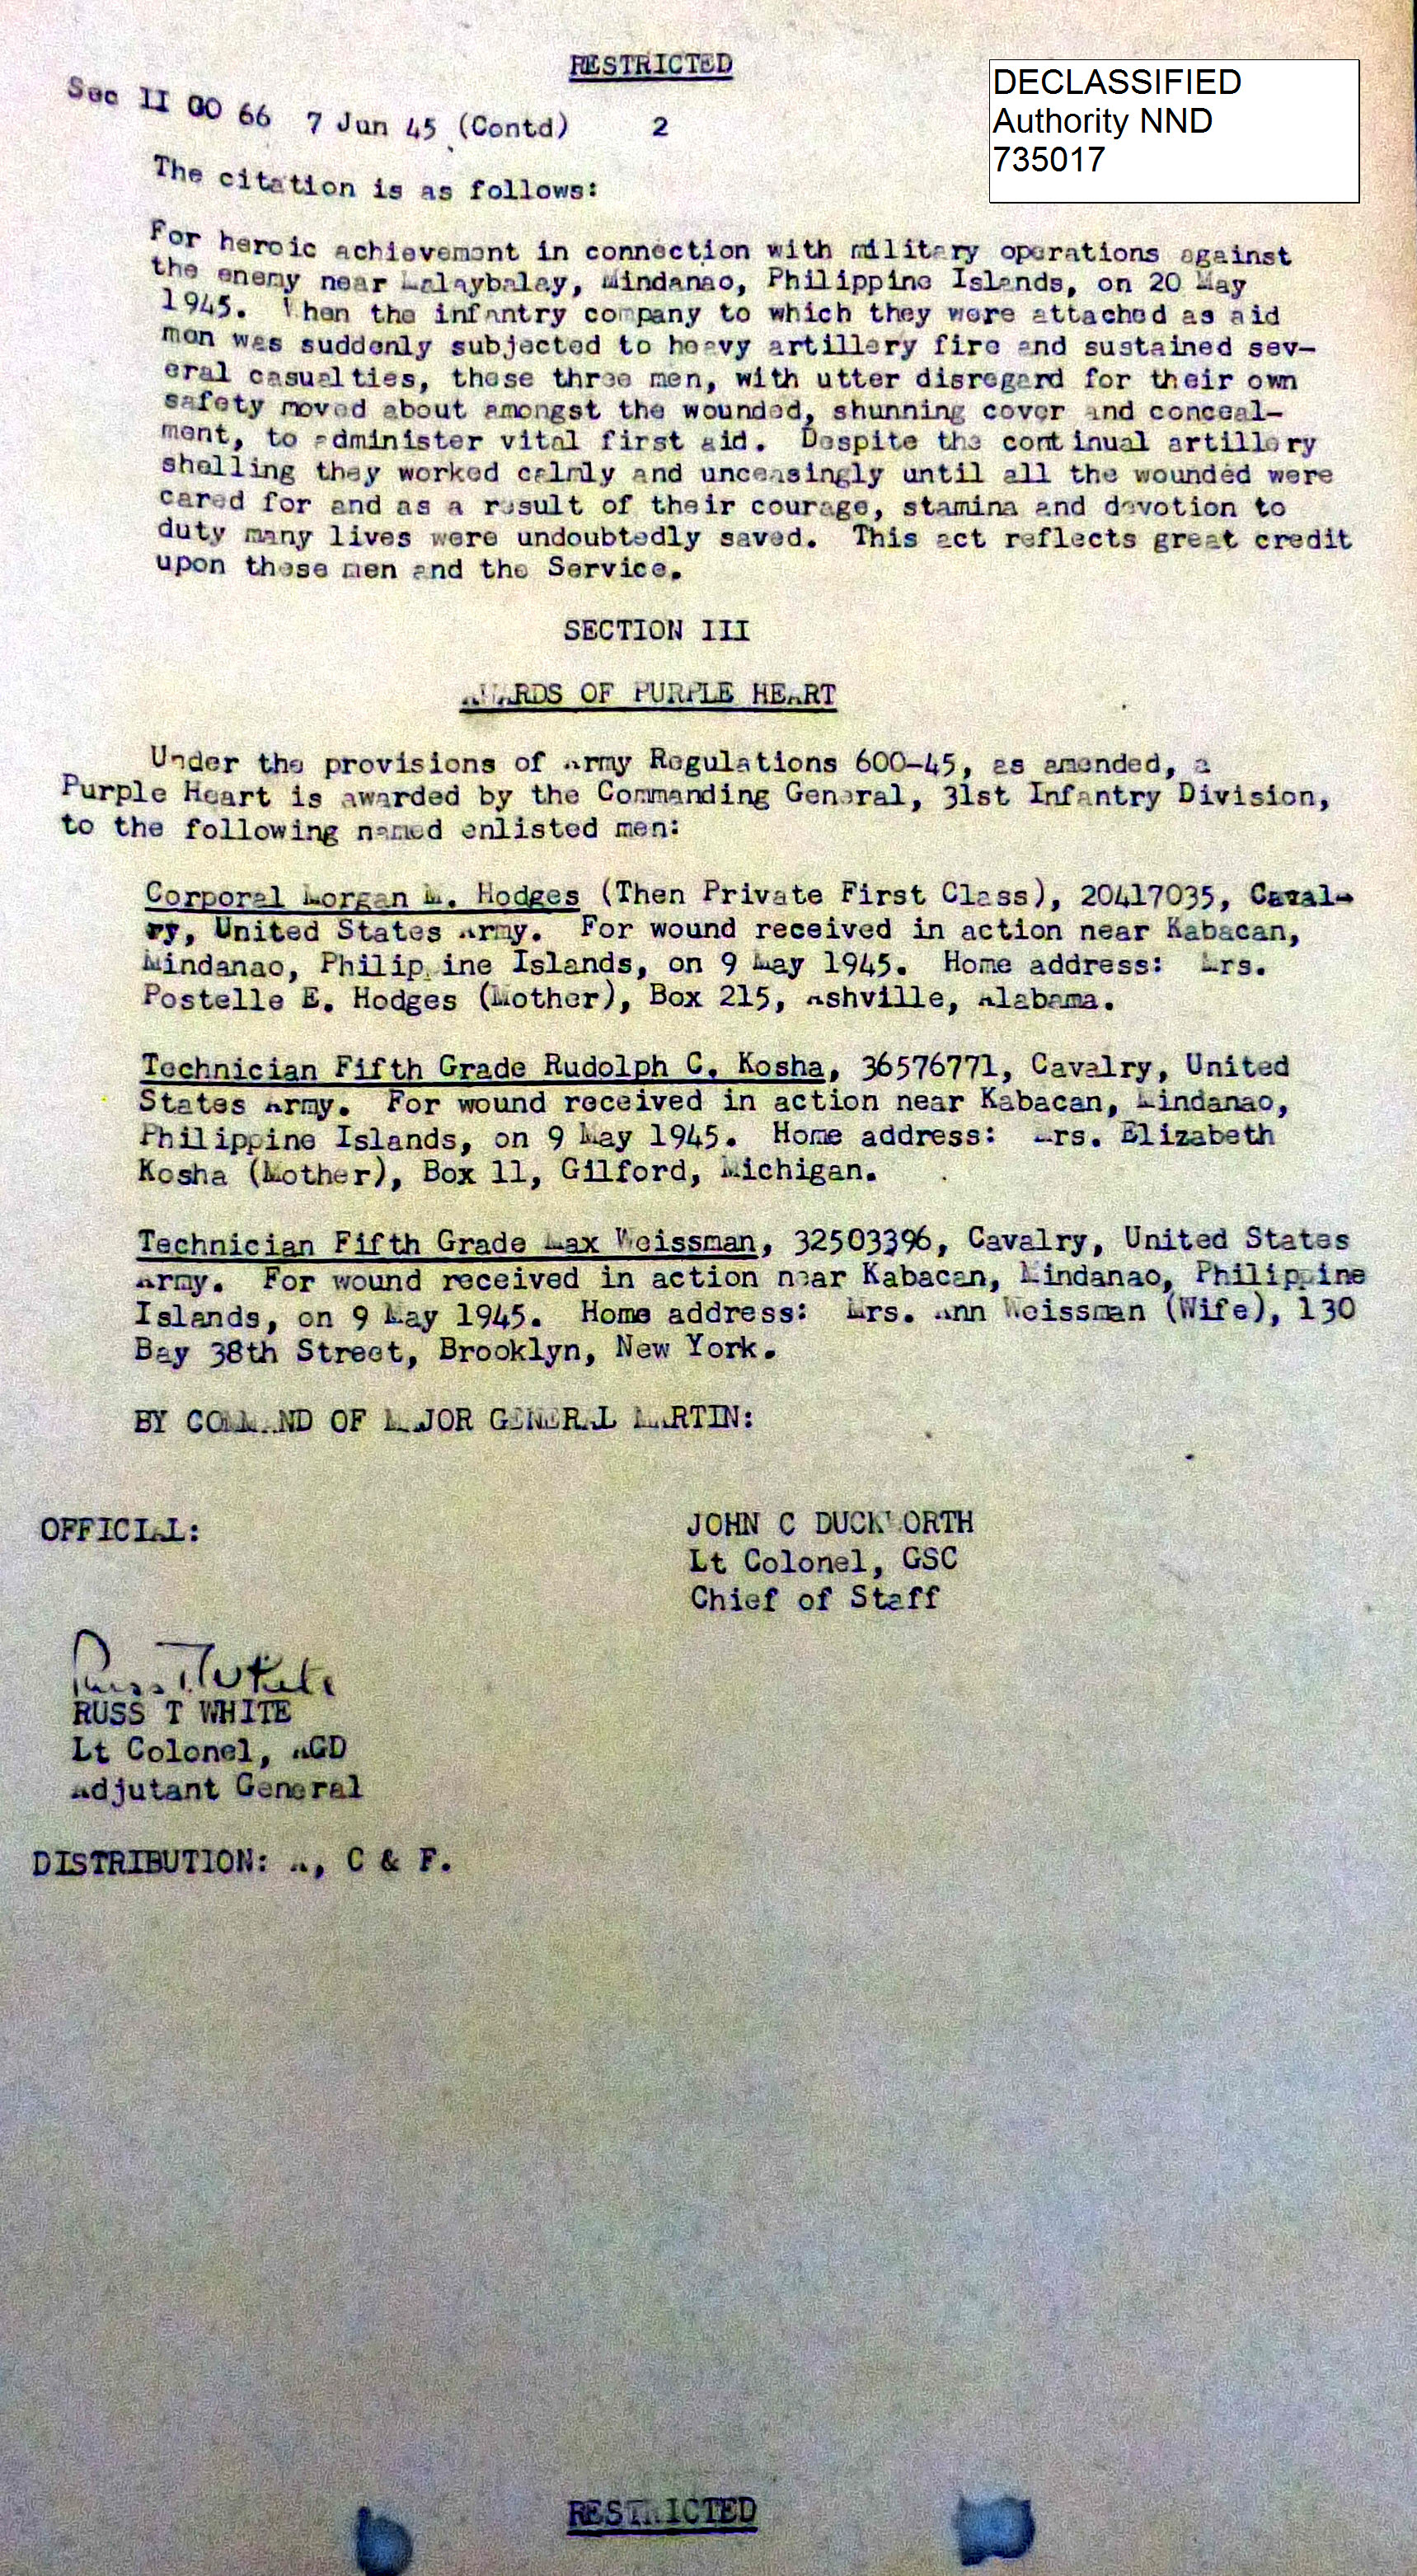 RESTRICTED
DECLASSIFIED
Authority NND
735017
Sec II GO 66  7 Jun 45 (Contd)  2
The citation is as follows:
For heroic achievement in connection with military operations against
the enemy near Malaybalay, Mindanao, Philippine Islands, on 20 May
1945. When the infantry company to which they were attached as aid
men was suddenly subjected to heavy artillery fire and sustained sev-
eral casualties, these three men, with utter disregard for their own
safety moved about amongst the wounded, shunning cover and conceal-
ment, to administer vital first aid. Despite the continual artillery
shelling they worked calmly and unceasingly until all the wounded were
cared for and as a result of their courage, stamina and devotion to
duty many lives were undoubtedly saved. This act reflects great credit
upon these men and the Service.
SECTION III
AWARDS OF PURPLE HEART
Under the provisions of Army Regulations 600-45, as amended, a
Purple Heart is awarded by the Commanding General, 31st Infantry Division,
to the following named enlisted men:
Corporal Morgan M. Hodges (Then Private First Class), 20417035, Caval-
ry, United States Army. For wound received in action near Kabacan,
Mindanao, Philippine Islands, on 9 May 1945. Home address: Mrs.
Postelle E. Hodges (Mother), Box 215, Ashville, Alabama.
Technician Fifth Grade Rudolph C. Kosha, 36576771, Cavalry, United
States Army. For wound received in action near Kabacan, Mindanao,
Philippine Islands, on 9 May 1945. Home address: Mrs. Elizabeth
Kosha (Mother), Box 11, Gilford, Michigan.
Technician Fifth Grade Max Weissman, 32503396, Cavalry, United States
Army. For wound received in action near Kabacan, Mindanao, Philippine
Islands, on 9 May 1945. Home address: Mrs. Ann Weissman (Wife), 130
Bay 38th Street, Brooklyn, New York.
BY COMMAND OF MAJOR GENERAL MARTIN:
OFFICIAL:
JOHN C DUCKWORTH
Lt Colonel, GSC
Chief of Staff
Russ T. White
RUSS T WHITE
Lt Colonel, AGD
Adjutant General
DISTRIBUTION: A, C & F.
RESTRICTED